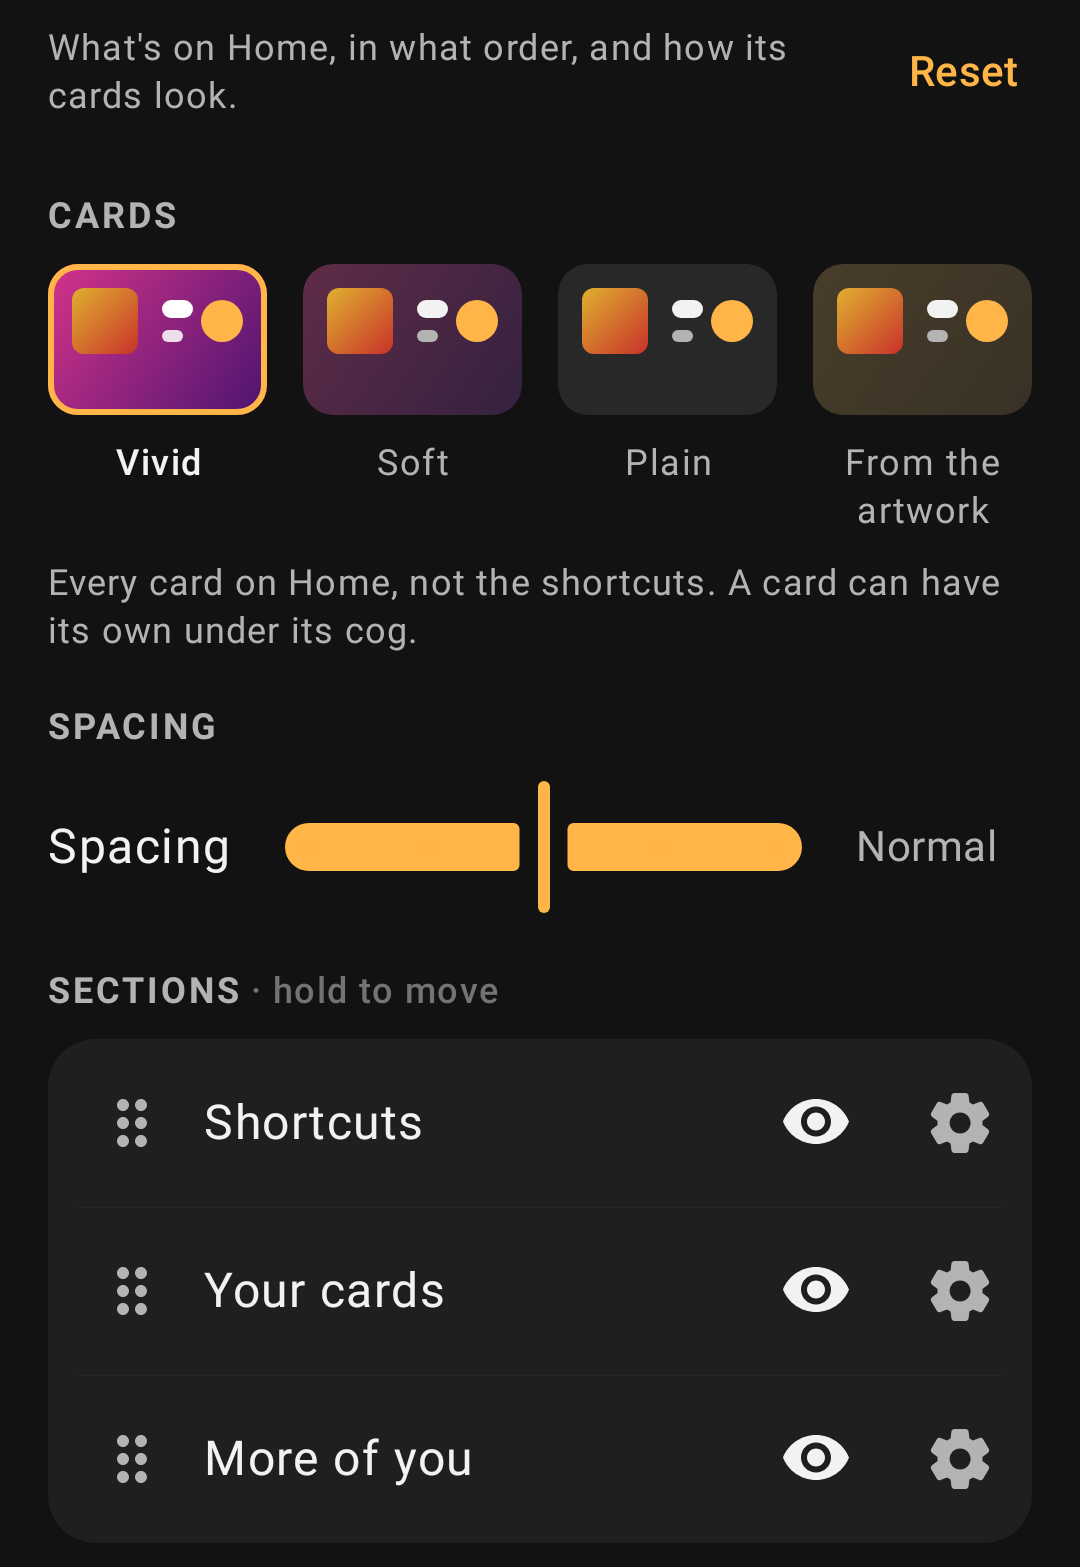 What's on Home, in what order, and how its
cards look.
Reset
CARDS
Vivid
Soft
Plain
From the
artwork
Every card on Home, not the shortcuts. A card can have
its own under its cog.
SPACING
Spacing
Normal
SECTIONS · hold to move
Shortcuts
Your cards
More of you